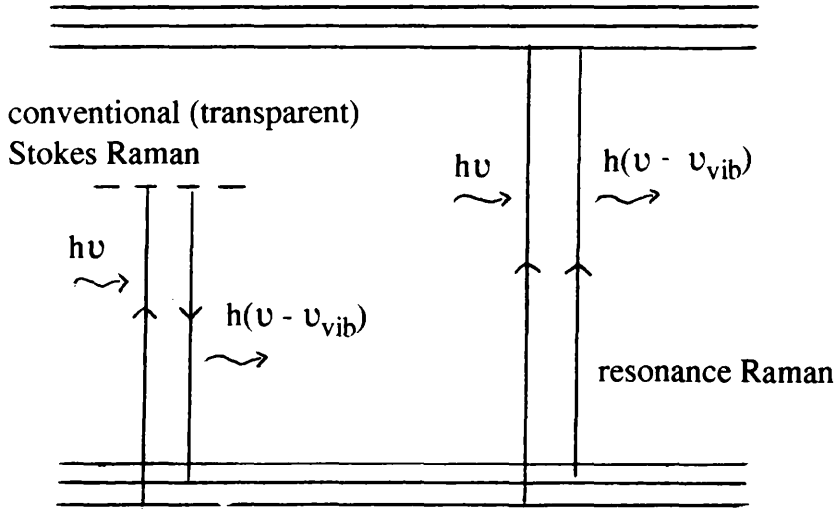 conventional (transparent)
Stokes Raman
hυ
h(υ - υvib)
hυ
h(υ - υvib)
resonance Raman